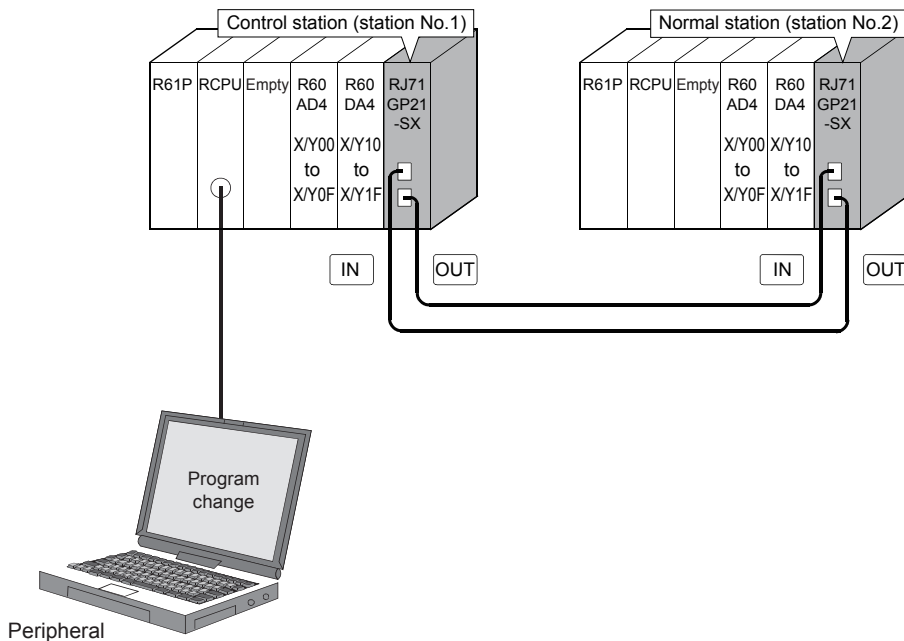 Control station (station No.1)
R61P
RCPU
Empty
R60
AD4
X/Y00
to
X/Y0F
R60
DA4
X/Y10
to
X/Y1F
RJ71
GP21
-SX
IN
OUT
Normal station (station No.2)
R61P
RCPU
Empty
R60
AD4
X/Y00
to
X/Y0F
R60
DA4
X/Y10
to
X/Y1F
RJ71
GP21
-SX
IN
OUT
Program
change
Peripheral